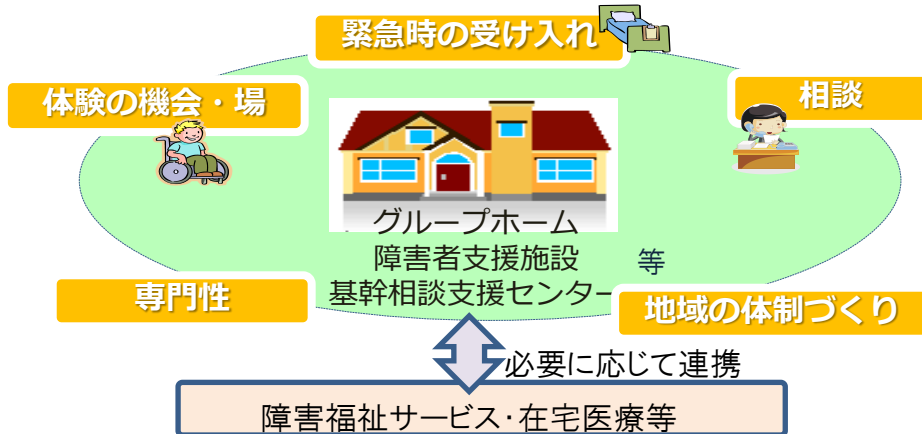 緊急時の受け入れ
体験の機会・場
相談
グループホーム
障害者支援施設 等
基幹相談支援センター
専門性
地域の体制づくり
必要に応じて連携
障害福祉サービス・在宅医療等